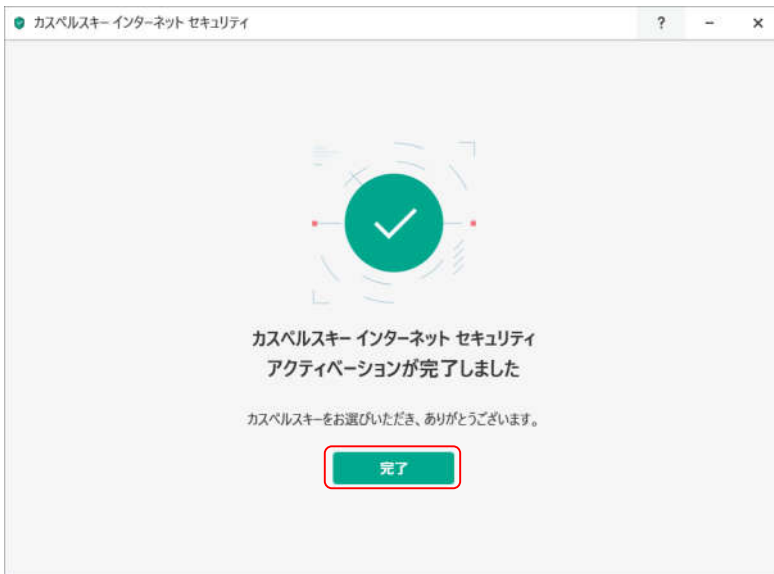 カスペルスキー インターネット セキュリティ
?
カスペルスキー インターネット セキュリティ
アクティベーションが完了しました
カスペルスキーをお選びいただき、ありがとうございます。
完了